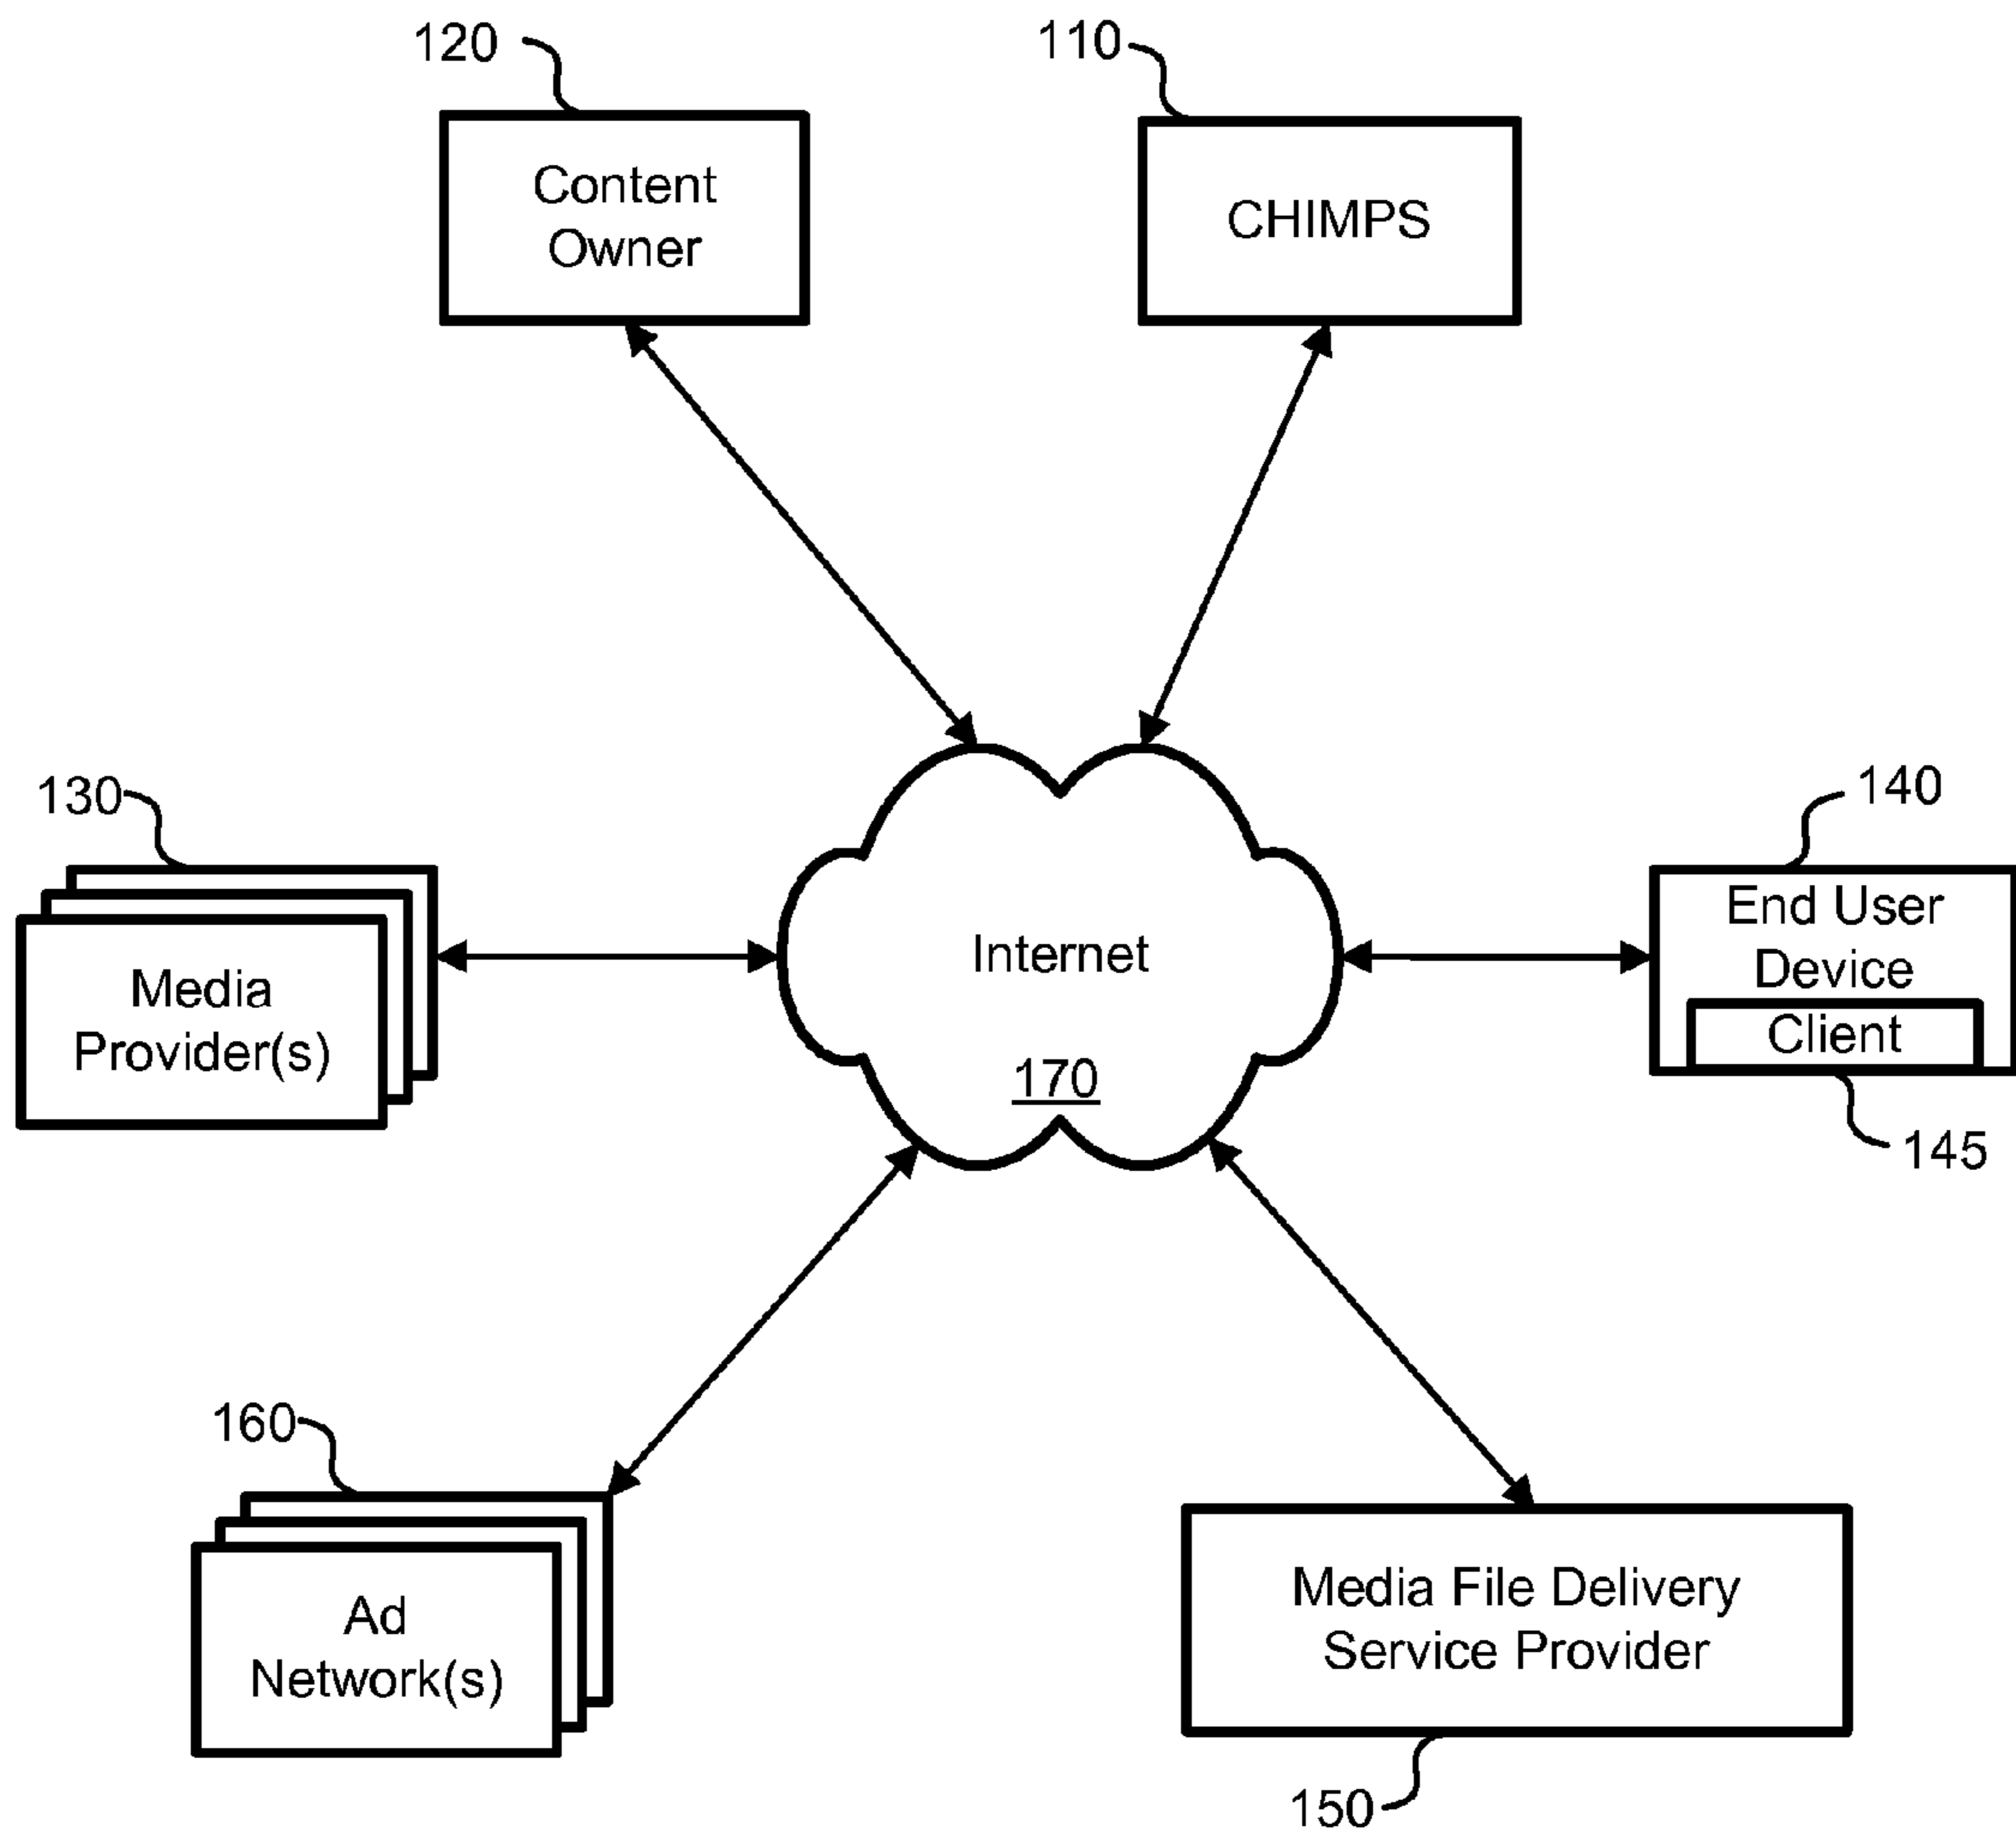 120
110
Content
Owner
CHIMPS
130
140
Media
Provider(s)
Internet
170
End User
Device
Client
145
160
Ad
Network(s)
Media File Delivery
Service Provider
150